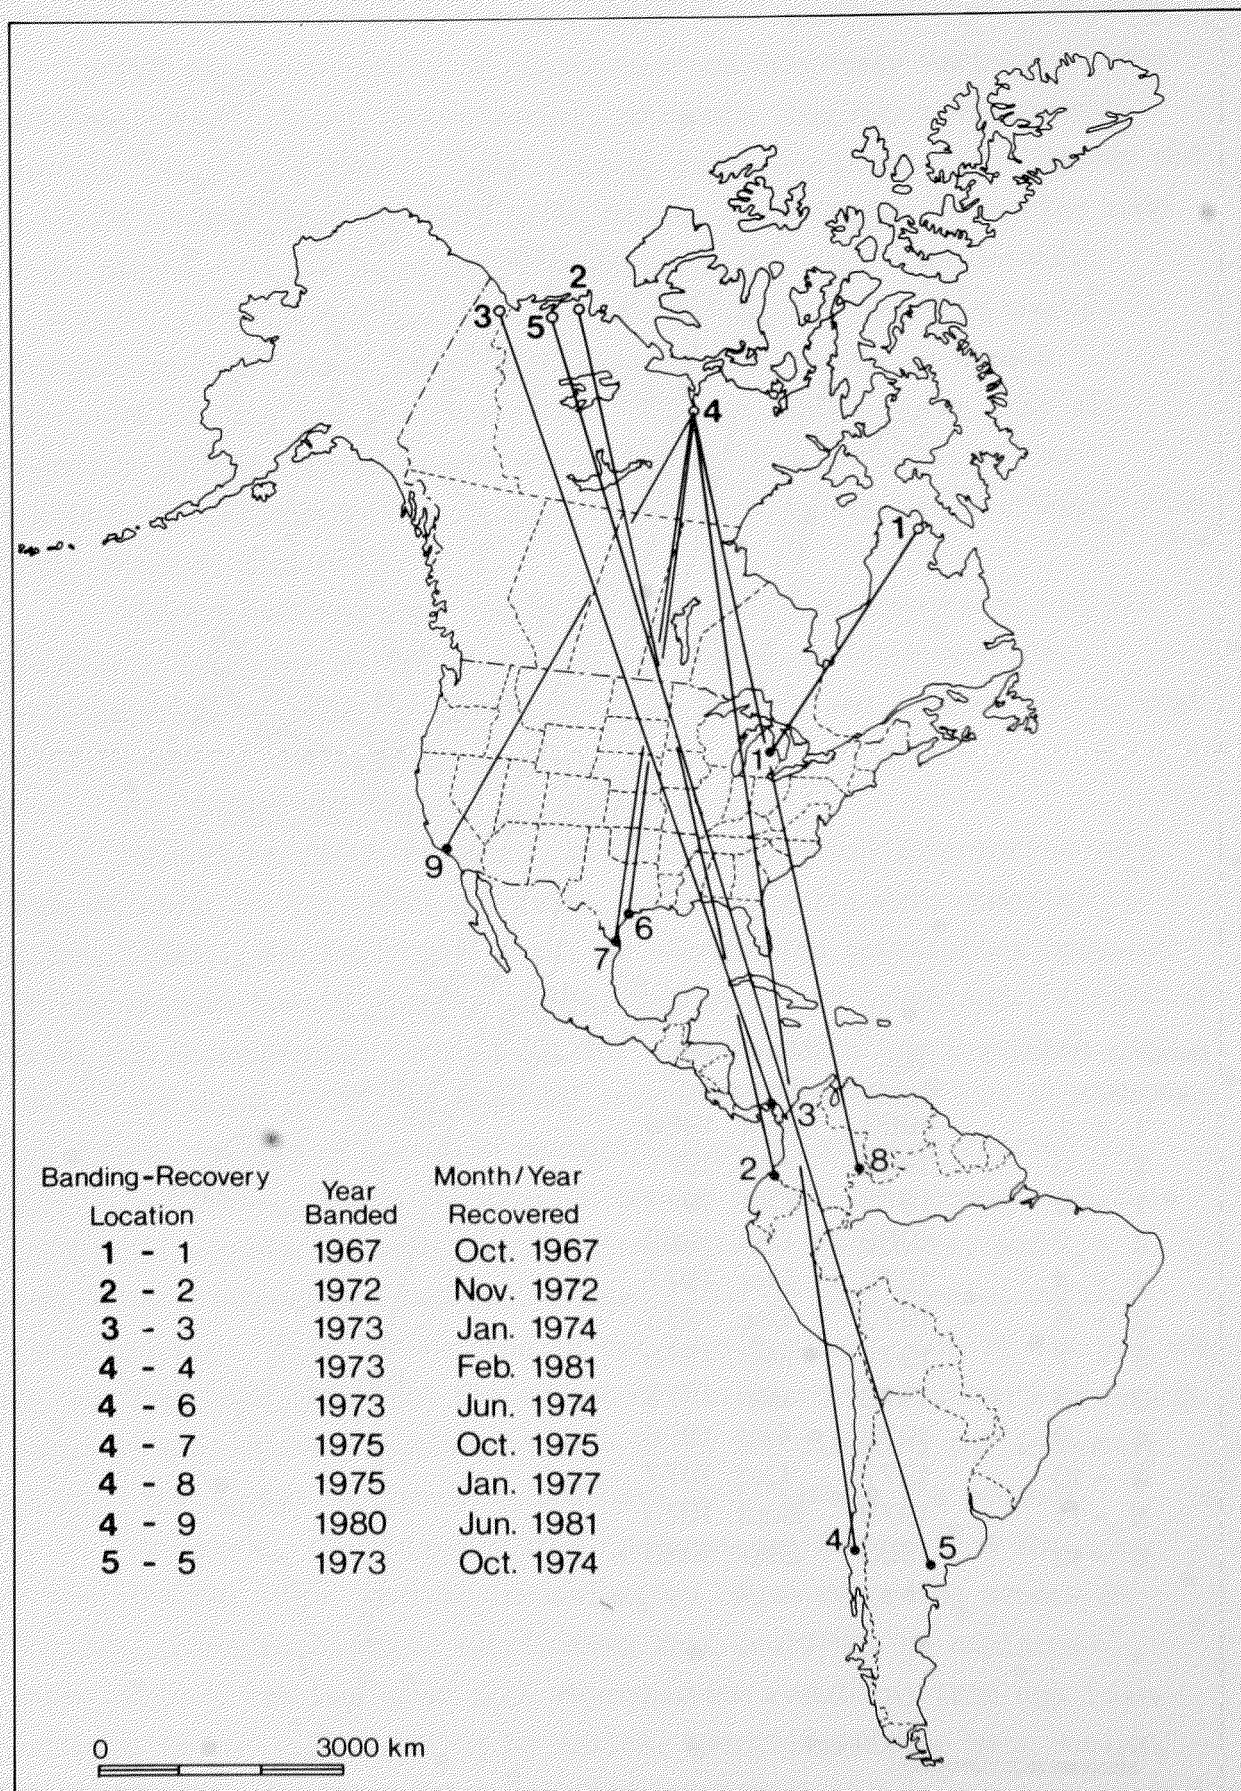 2
3
5
4
1
1
9
6
7
3
2
8
4
5
Banding-Recovery Location Year Banded Month/Year Recovered
1 - 1 1967 Oct. 1967
2 - 2 1972 Nov. 1972
3 - 3 1973 Jan. 1974
4 - 4 1973 Feb. 1981
4 - 6 1973 Jun. 1974
4 - 7 1975 Oct. 1975
4 - 8 1975 Jan. 1977
4 - 9 1980 Jun. 1981
5 - 5 1973 Oct. 1974
0 3000 km